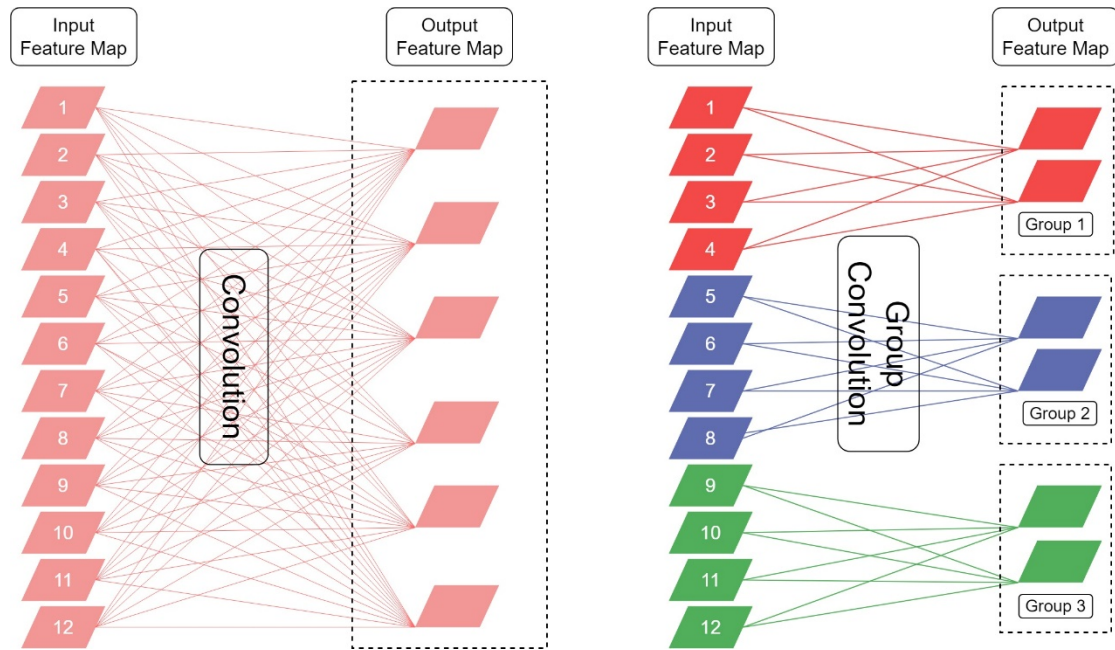 Input
Feature Map
Output
Feature Map
1
2
3
4
5
6
7
8
9
10
11
12
Convolution
Input
Feature Map
Output
Feature Map
1
2
3
4
5
6
7
8
9
10
11
12
Group
Convolution
Group 1
Group 2
Group 3